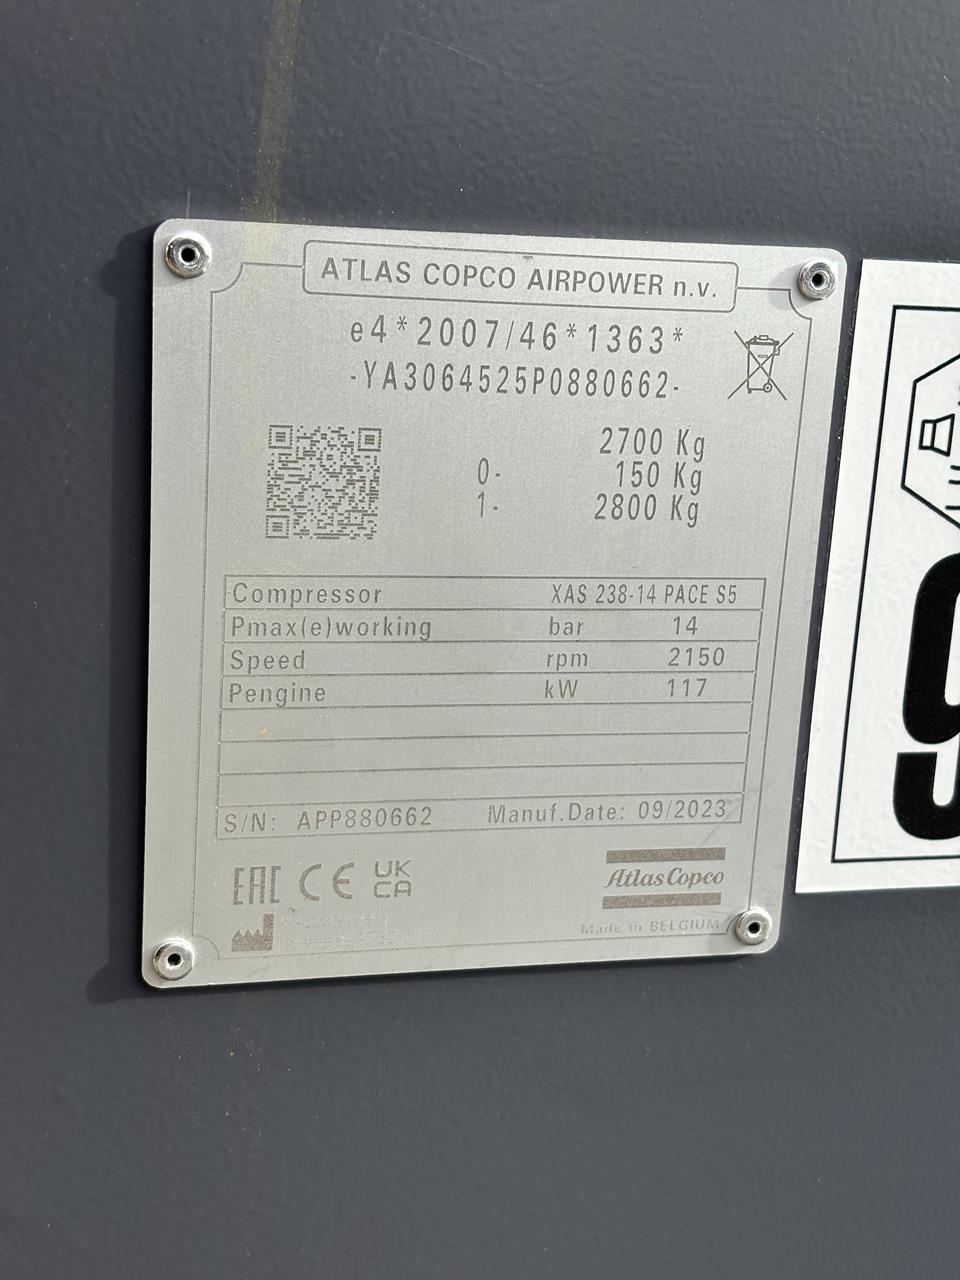 ATLAS COPCO AIRPOWER n.v.
e4*2007/46*1363*
-YA3064525P0880662-
2700 Kg
0- 150 Kg
1- 2800 Kg
Compressor XAS 238-14 PACE S5
Pmax(e)working bar 14
Speed rpm 2150
Pengine kW 117
S/N: APP880662 Manuf.Date: 09/2023
EAC CE UK CA
Atlas Copco
Made in BELGIUM